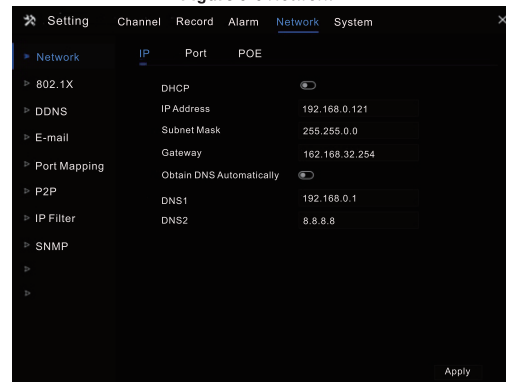 Setting Channel Record Alarm Network System
Network
802.1X
DDNS
E-mail
Port Mapping
P2P
IP Filter
SNMP
IP Port POE
DHCP
IP Address 192.168.0.121
Subnet Mask 255.255.0.0
Gateway 162.168.32.254
Obtain DNS Automatically
DNS1 192.168.0.1
DNS2 8.8.8.8
Apply